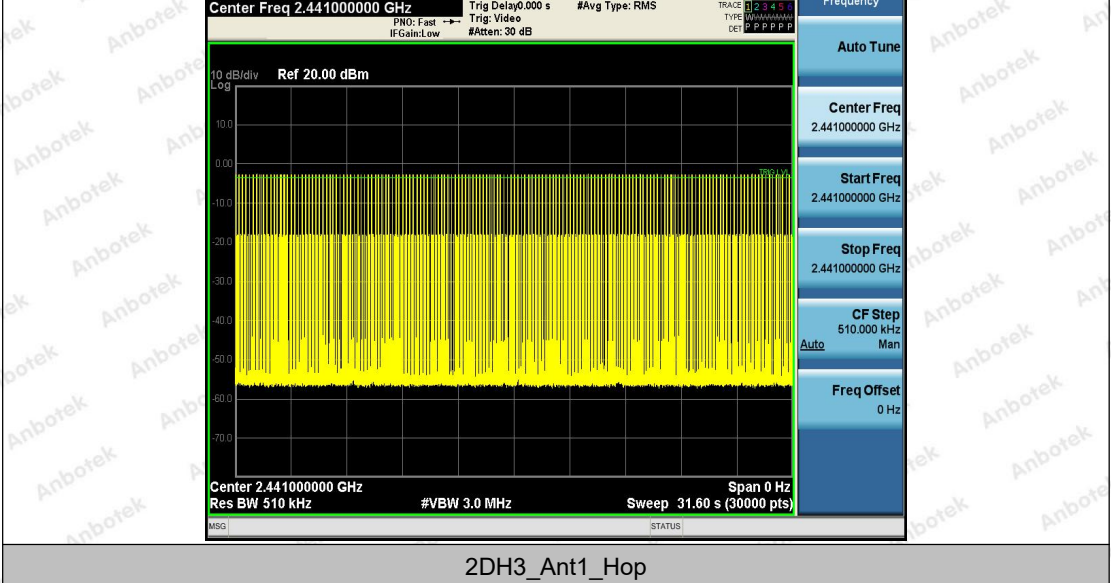 Center Freq 2.441000000 GHz
Trig Delay0.000 s
#Avg Type: RMS
TRACE 1 2 3 4 5 6
Frequency
PNO: Fast
Trig: Video
TYPE
IFGain:Low
#Atten: 30 dB
DET P P P P P P
Auto Tune
10 dB/div
Ref 20.00 dBm
Log
Center Freq
2.441000000 GHz
10.0
0.00
TRIG LVL
Start Freq
2.441000000 GHz
-10.0
-20.0
Stop Freq
2.441000000 GHz
-30.0
CF Step
510.000 kHz
Auto Man
-40.0
-50.0
Freq Offset
0 Hz
-60.0
-70.0
Center 2.441000000 GHz
Span 0 Hz
Res BW 510 kHz
#VBW 3.0 MHz
Sweep 31.60 s (30000 pts)
MSG
STATUS
2DH3_Ant1_Hop
Anbotek